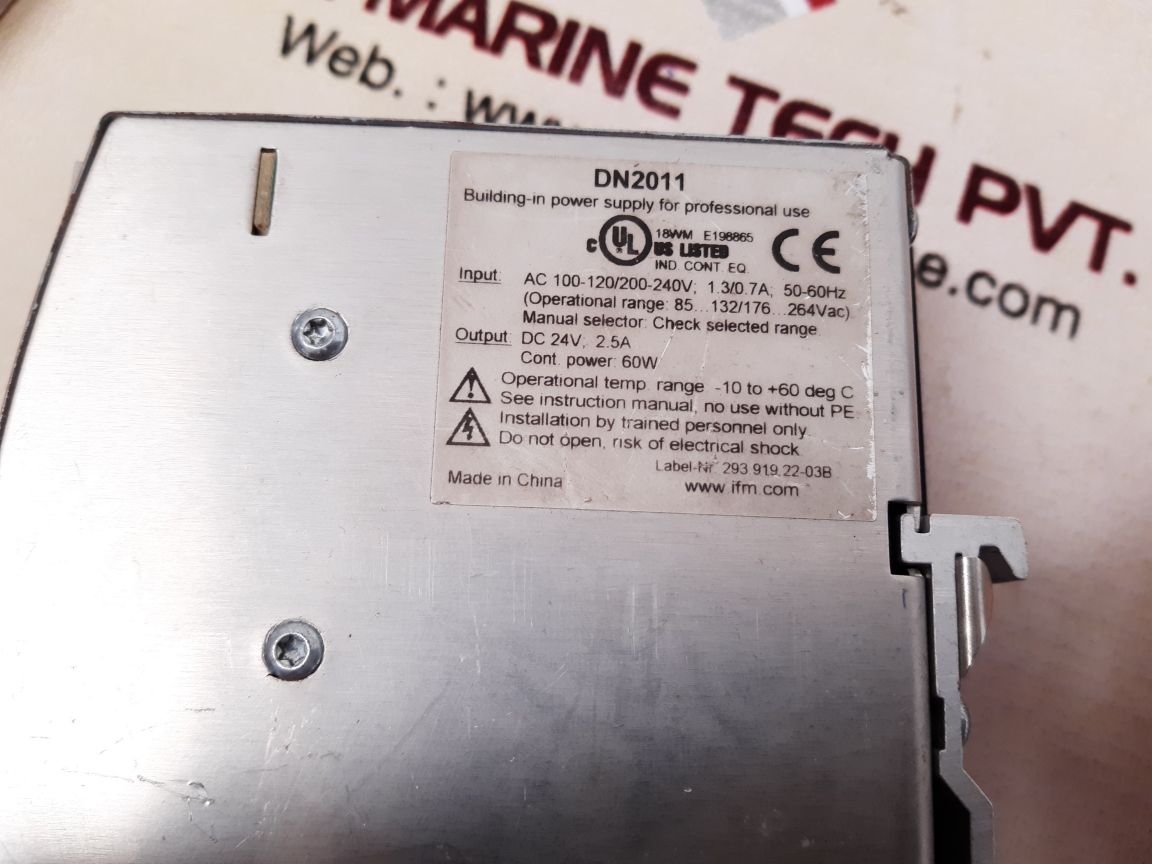 MARINE TECH PVT.
Web. : www
e.com
DN2011
Building-in power supply for professional use
c UL US LISTED
18WM E198865
IND. CONT. EQ.
CE
Input: AC 100-120/200-240V; 1.3/0.7A; 50-60Hz
(Operational range: 85...132/176...264Vac)
Manual selector: Check selected range.
Output: DC 24V; 2.5A
Cont. power: 60W
Operational temp. range -10 to +60 deg C
See instruction manual, no use without PE.
Installation by trained personnel only.
Do not open, risk of electrical shock
Label-Nr. 293.919.22-03B
Made in China
www.ifm.com